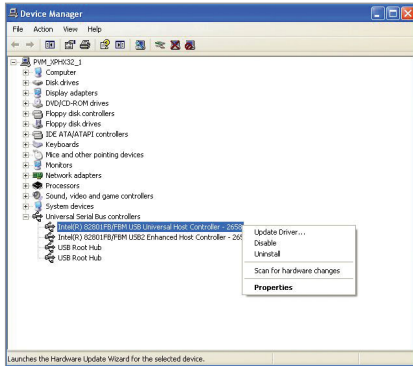 Device Manager
File Action View Help
PVM_XPHX32_1
Computer
Disk drives
Display adapters
DVD/CD-ROM drives
Floppy disk controllers
Floppy disk drives
IDE ATA/ATAPI controllers
Keyboards
Mice and other pointing devices
Monitors
Network adapters
Processors
Sound, video and game controllers
System devices
Universal Serial Bus controllers
Intel(R) 82801FB/FBM USB Universal Host Controller - 2658
Intel(R) 82801FB/FBM USB2 Enhanced Host Controller - 265
USB Root Hub
USB Root Hub
Update Driver...
Disable
Uninstall
Scan for hardware changes
Properties
Launches the Hardware Update Wizard for the selected device.